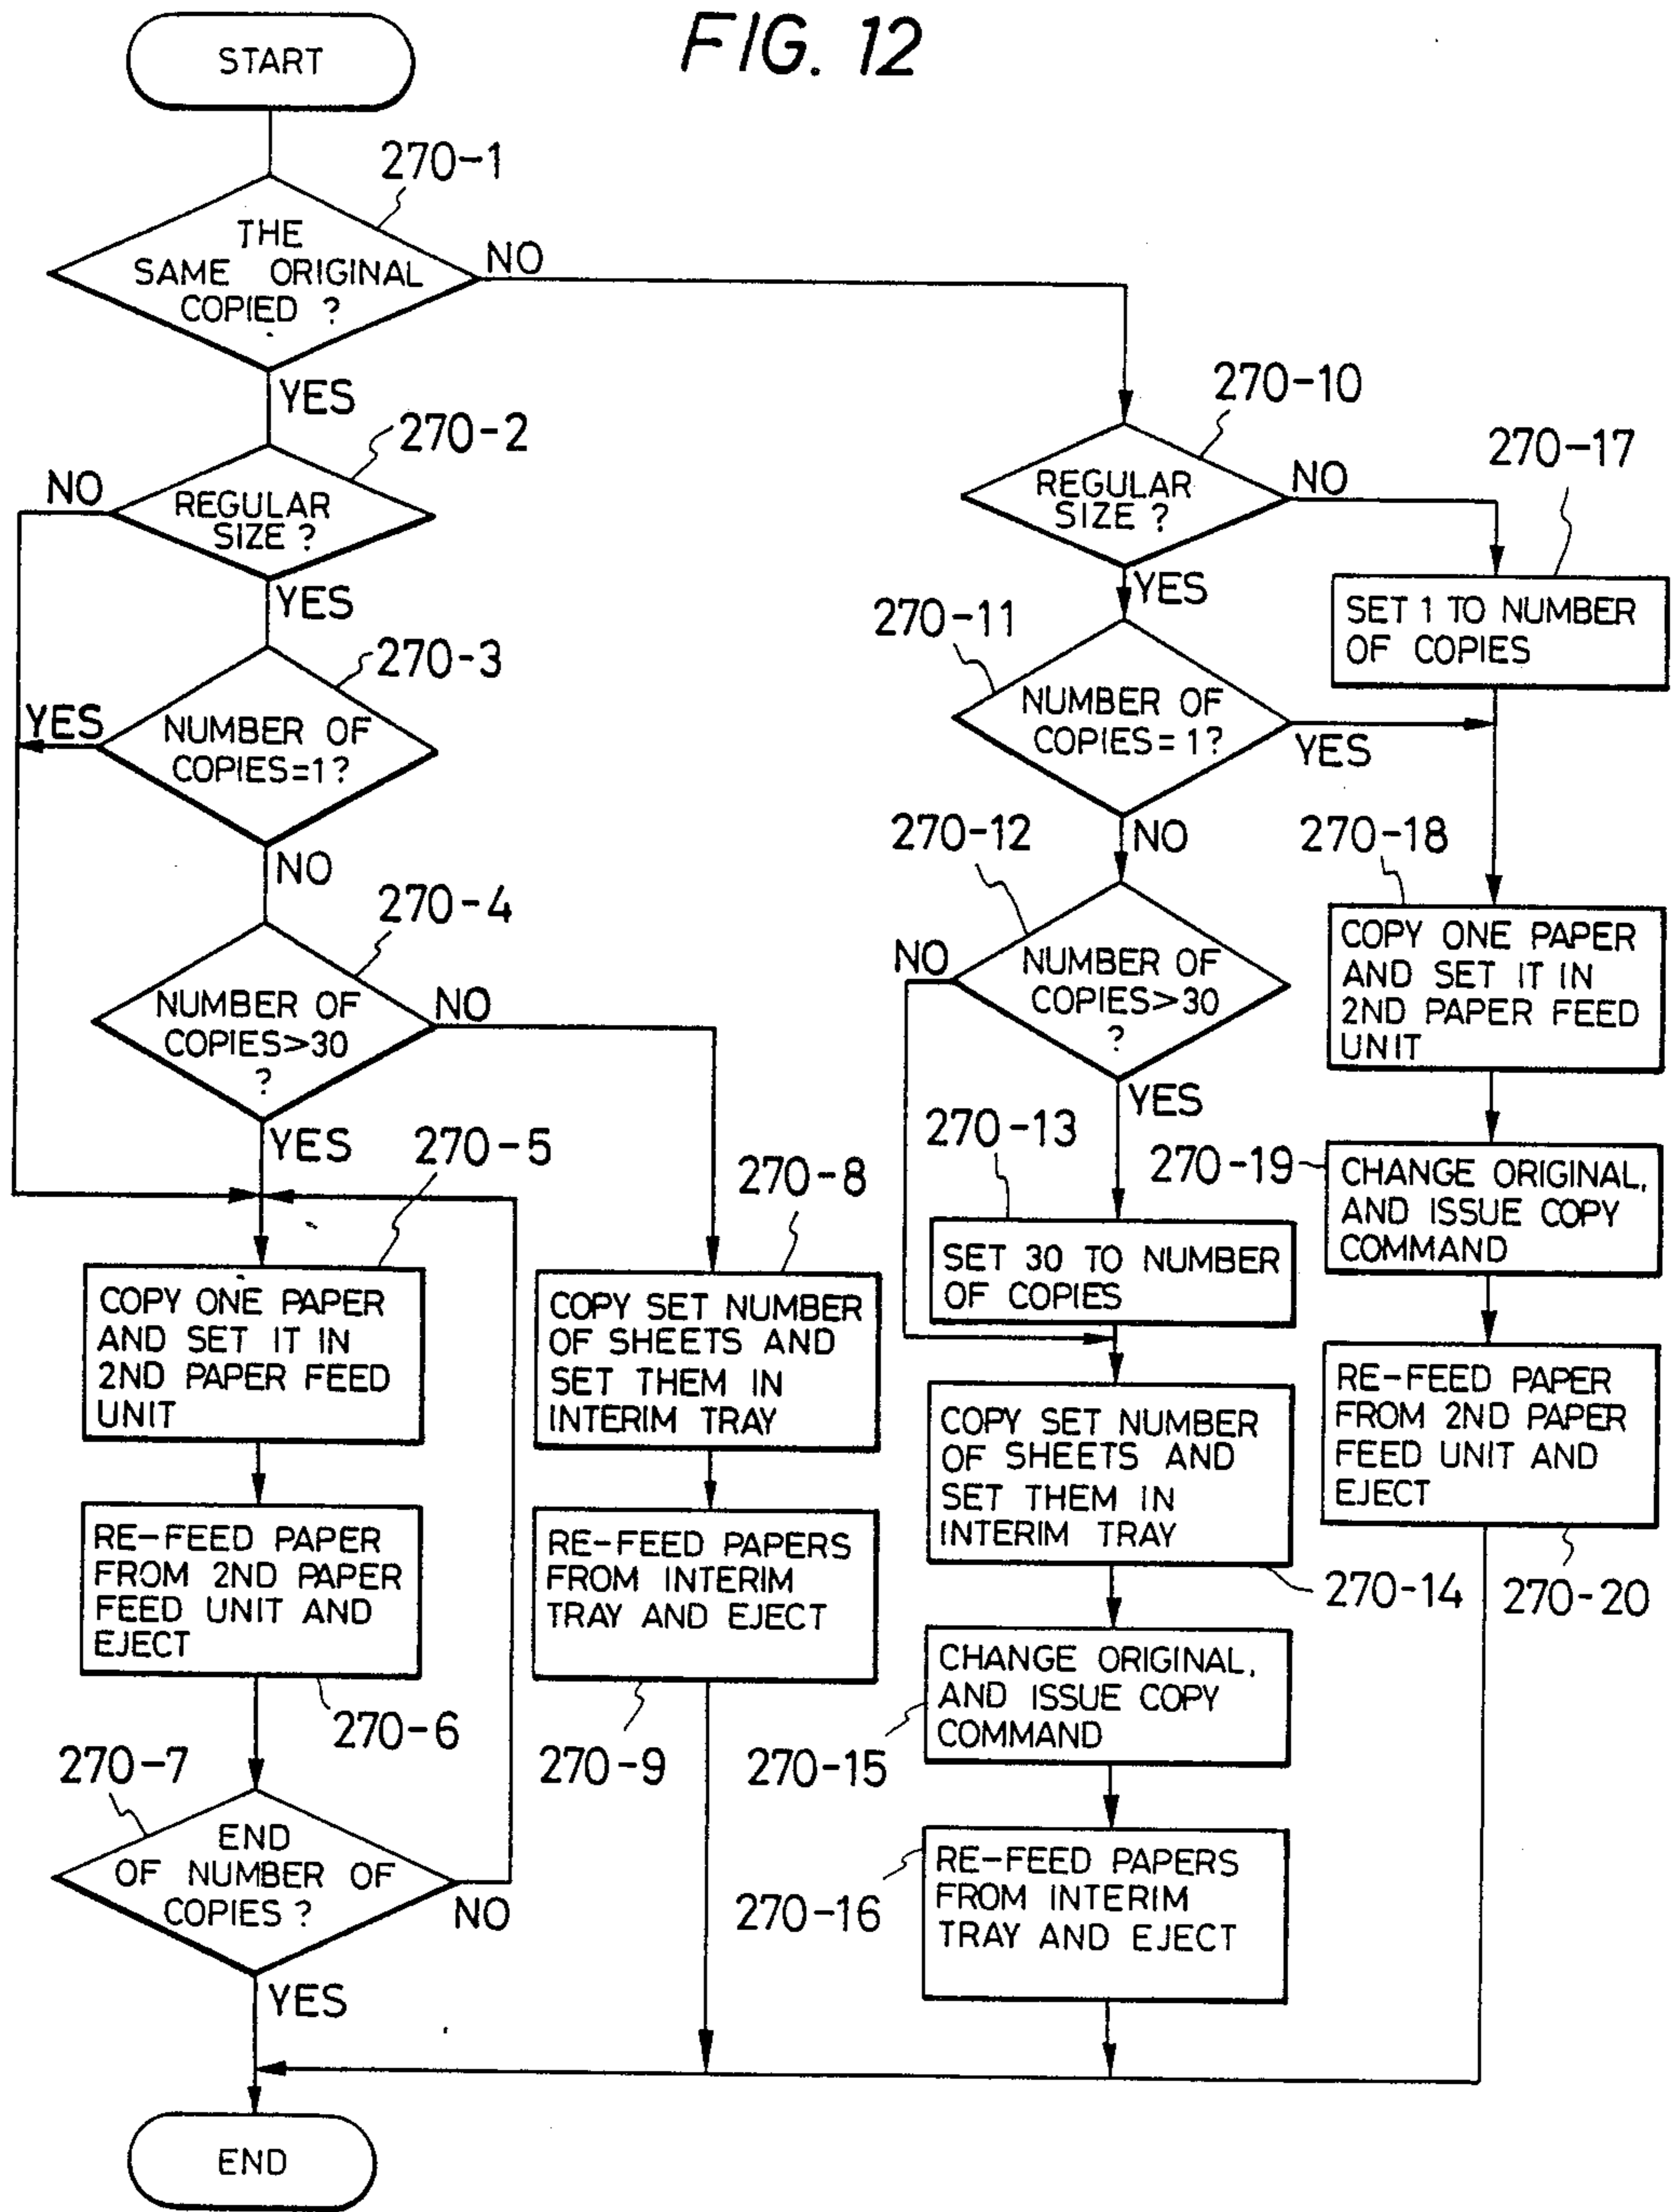 FIG. 12
START
270-1
THE
SAME ORIGINAL
COPIED ?
NO
YES
270-2
NO
REGULAR
SIZE ?
YES
270-3
YES
NUMBER OF
COPIES=1?
NO
270-4
NUMBER OF
COPIES>30
?
NO
YES
270-5
COPY ONE PAPER
AND SET IT IN
2ND PAPER FEED
UNIT
RE-FEED PAPER
FROM 2ND PAPER
FEED UNIT AND
EJECT
270-6
270-7
END
OF NUMBER OF
COPIES ?
NO
YES
END
270-8
COPY SET NUMBER
OF SHEETS AND
SET THEM IN
INTERIM TRAY
RE-FEED PAPERS
FROM INTERIM
TRAY AND EJECT
270-9
270-10
REGULAR
SIZE ?
NO
YES
270-11
NUMBER OF
COPIES= 1?
YES
NO
270-12
NO
NUMBER OF
COPIES>30
?
YES
270-13
SET 30 TO NUMBER
OF COPIES
COPY SET NUMBER
OF SHEETS AND
SET THEM IN
INTERIM TRAY
270-14
CHANGE ORIGINAL,
AND ISSUE COPY
COMMAND
270-15
RE-FEED PAPERS
FROM INTERIM
TRAY AND EJECT
270-16
270-17
SET 1 TO NUMBER
OF COPIES
270-18
COPY ONE PAPER
AND SET IT IN
2ND PAPER FEED
UNIT
270-19
CHANGE ORIGINAL,
AND ISSUE COPY
COMMAND
RE-FEED PAPER
FROM 2ND PAPER
FEED UNIT AND
EJECT
270-20